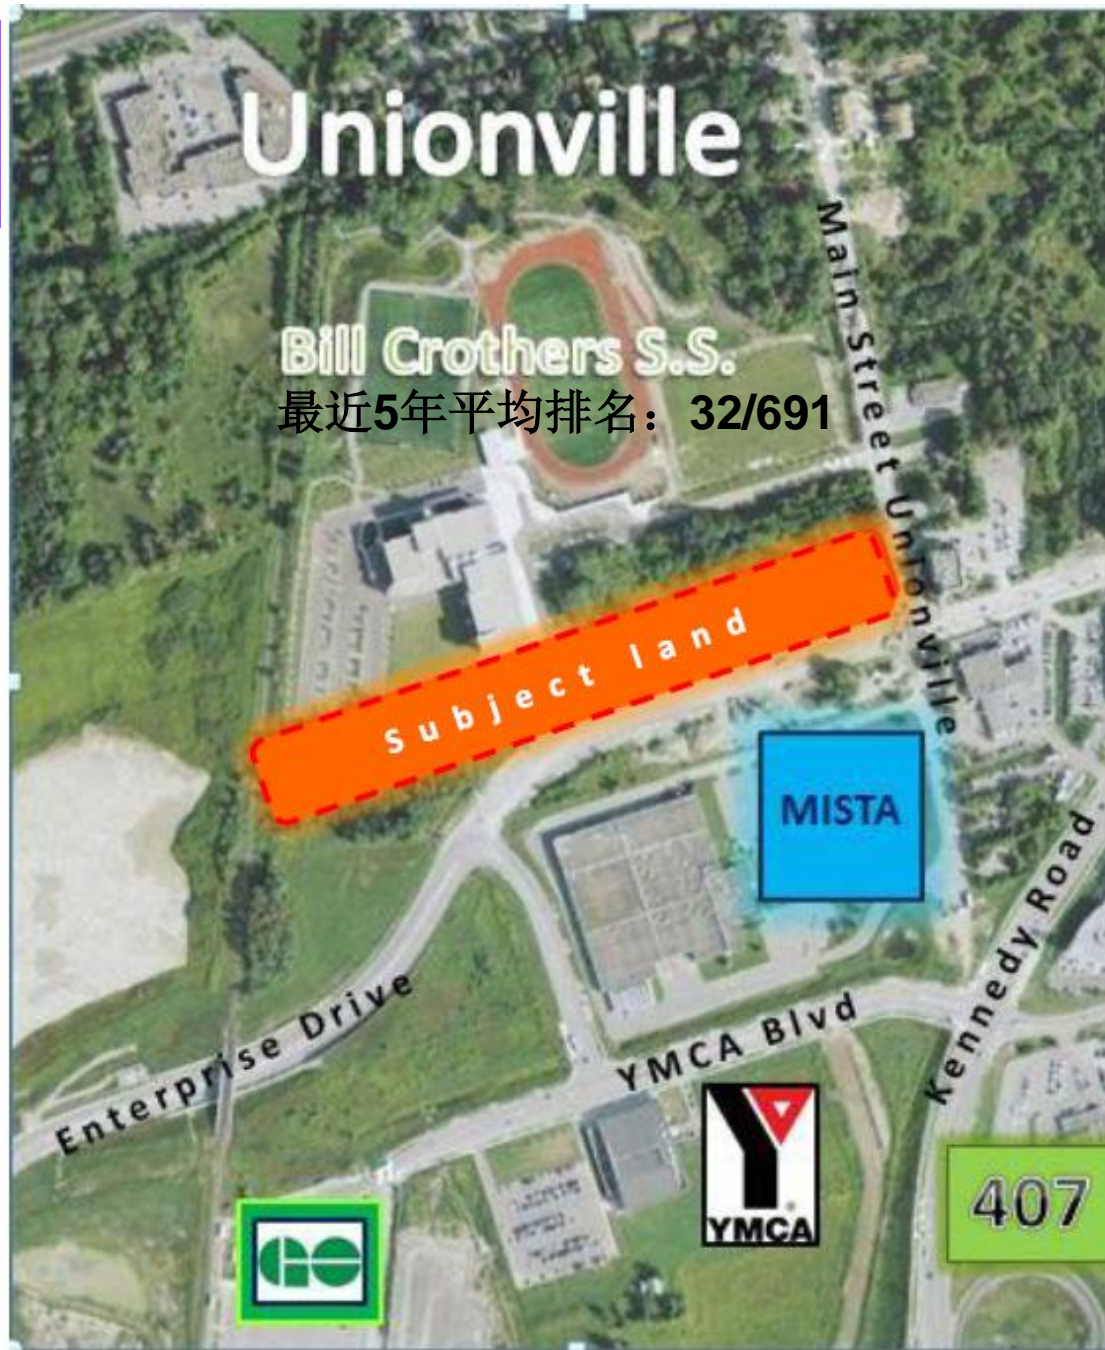 Unionville
Main Street Unionville
Bill Crothers S.S.
最近5年平均排名：32/691
Subject land
MISTA
Kennedy Road
Enterprise Drive
YMCA Blvd
YMCA
407
GO